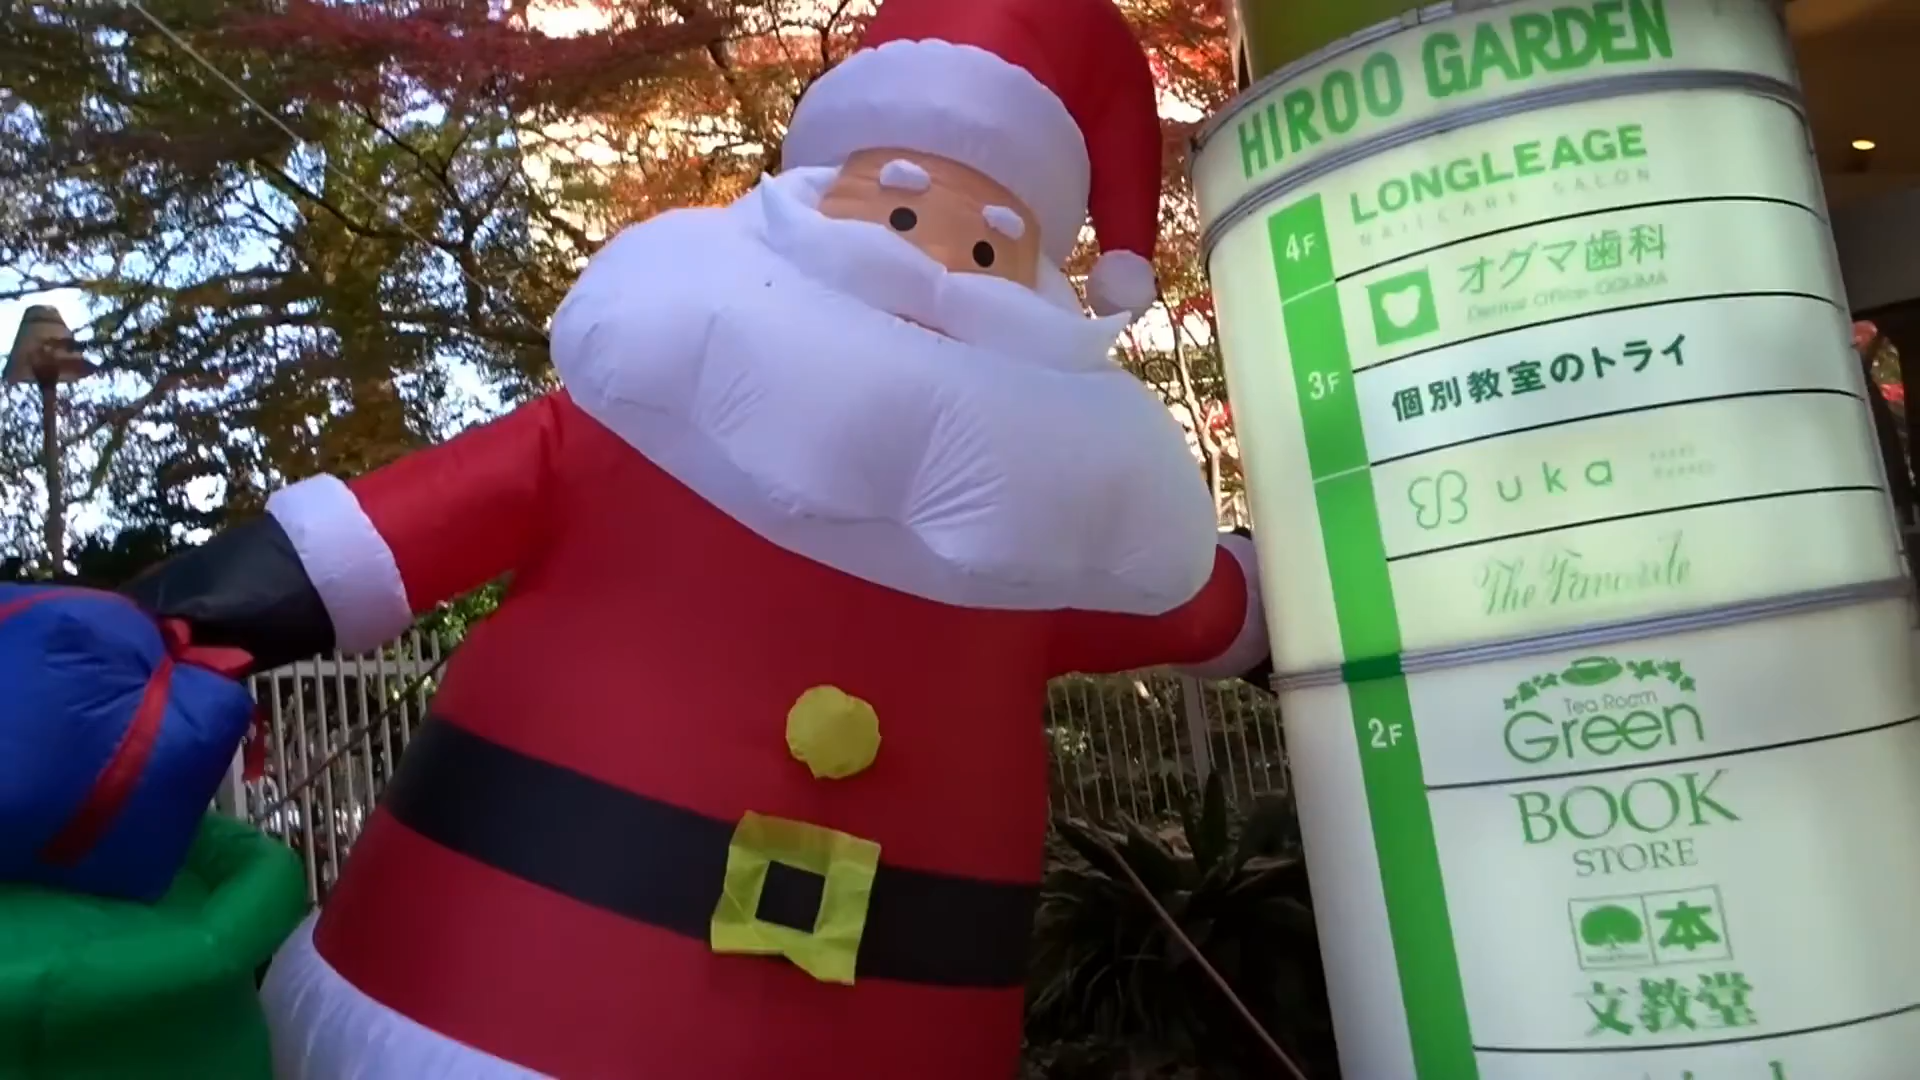 HIROO GARDEN
4F
LONGLEAGE
NAILCARE SALON
オグマ歯科
Dental Office OGUMA
3F
個別教室のトライ
uka
The Favorite
2F
Tea Room
Green
BOOK
STORE
本
文教堂